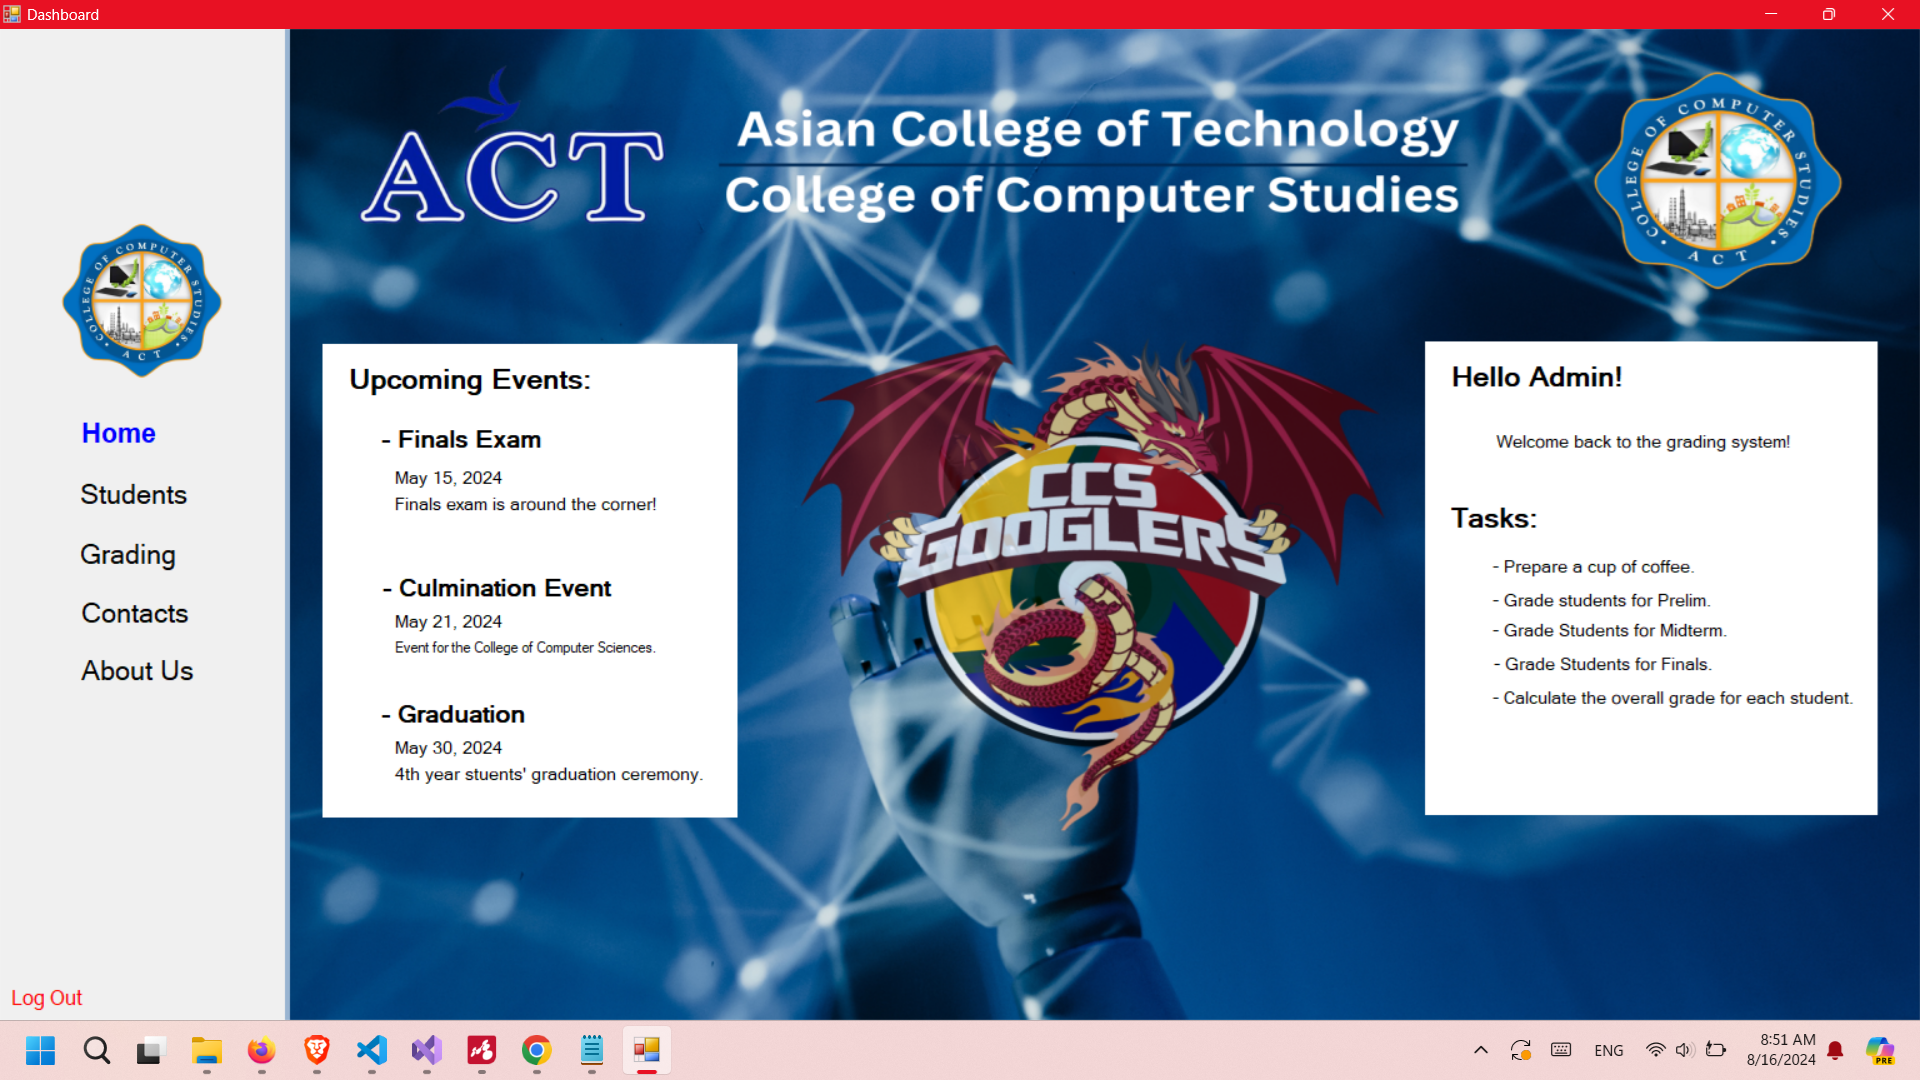 Dashboard
ACT
Asian College of Technology
College of Computer Studies
COLLEGE OF COMPUTER STUDIES
ACT
COLLEGE OF COMPUTER STUDIES
ACT
Home
Students
Grading
Contacts
About Us
Log Out
Upcoming Events:
- Finals Exam
May 15, 2024
Finals exam is around the corner!
- Culmination Event
May 21, 2024
Event for the College of Computer Sciences.
- Graduation
May 30, 2024
4th year stuents' graduation ceremony.
CCS
GOOGLERS
Hello Admin!
Welcome back to the grading system!
Tasks:
- Prepare a cup of coffee.
- Grade students for Prelim.
- Grade Students for Midterm.
- Grade Students for Finals.
- Calculate the overall grade for each student.
ENG
8:51 AM
8/16/2024
PRE